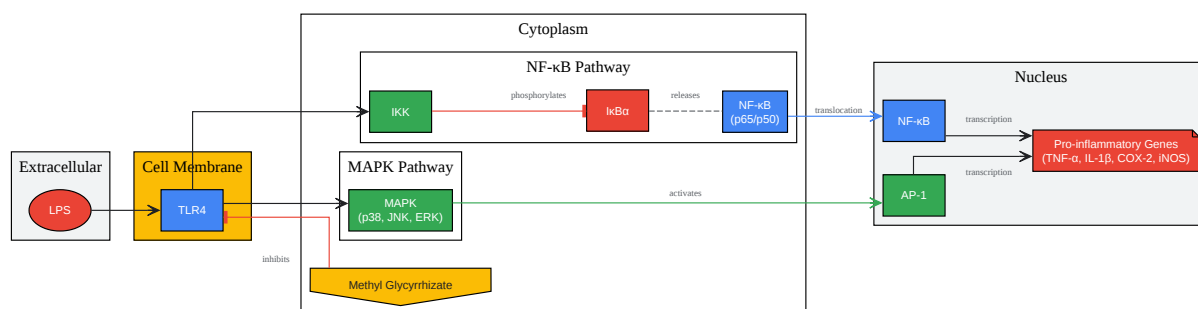 Cytoplasm
NF-κB Pathway
IKK
phosphorylates
IκBα
releases
NF-κB
(p65/p50)
translocation
Nucleus
NF-κB
transcription
Pro-inflammatory Genes
(TNF-α, IL-1β, COX-2, iNOS)
transcription
AP-1
Extracellular
LPS
Cell Membrane
TLR4
MAPK Pathway
MAPK
(p38, JNK, ERK)
activates
inhibits
Methyl Glycyrrhizate